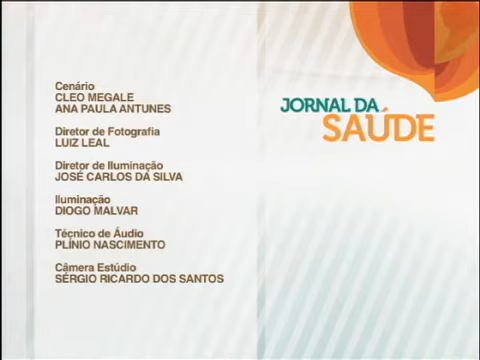 Cenário
CLEO MEGALE
ANA PAULA ANTUNES
Diretor de Fotografia
LUIZ LEAL
Diretor de Iluminação
JOSÉ CARLOS DA SILVA
Iluminação
DIOGO MALVAR
Técnico de Áudio
PLÍNIO NASCIMENTO
Câmera Estúdio
SÉRGIO RICARDO DOS SANTOS
JORNAL DA
SAÚDE